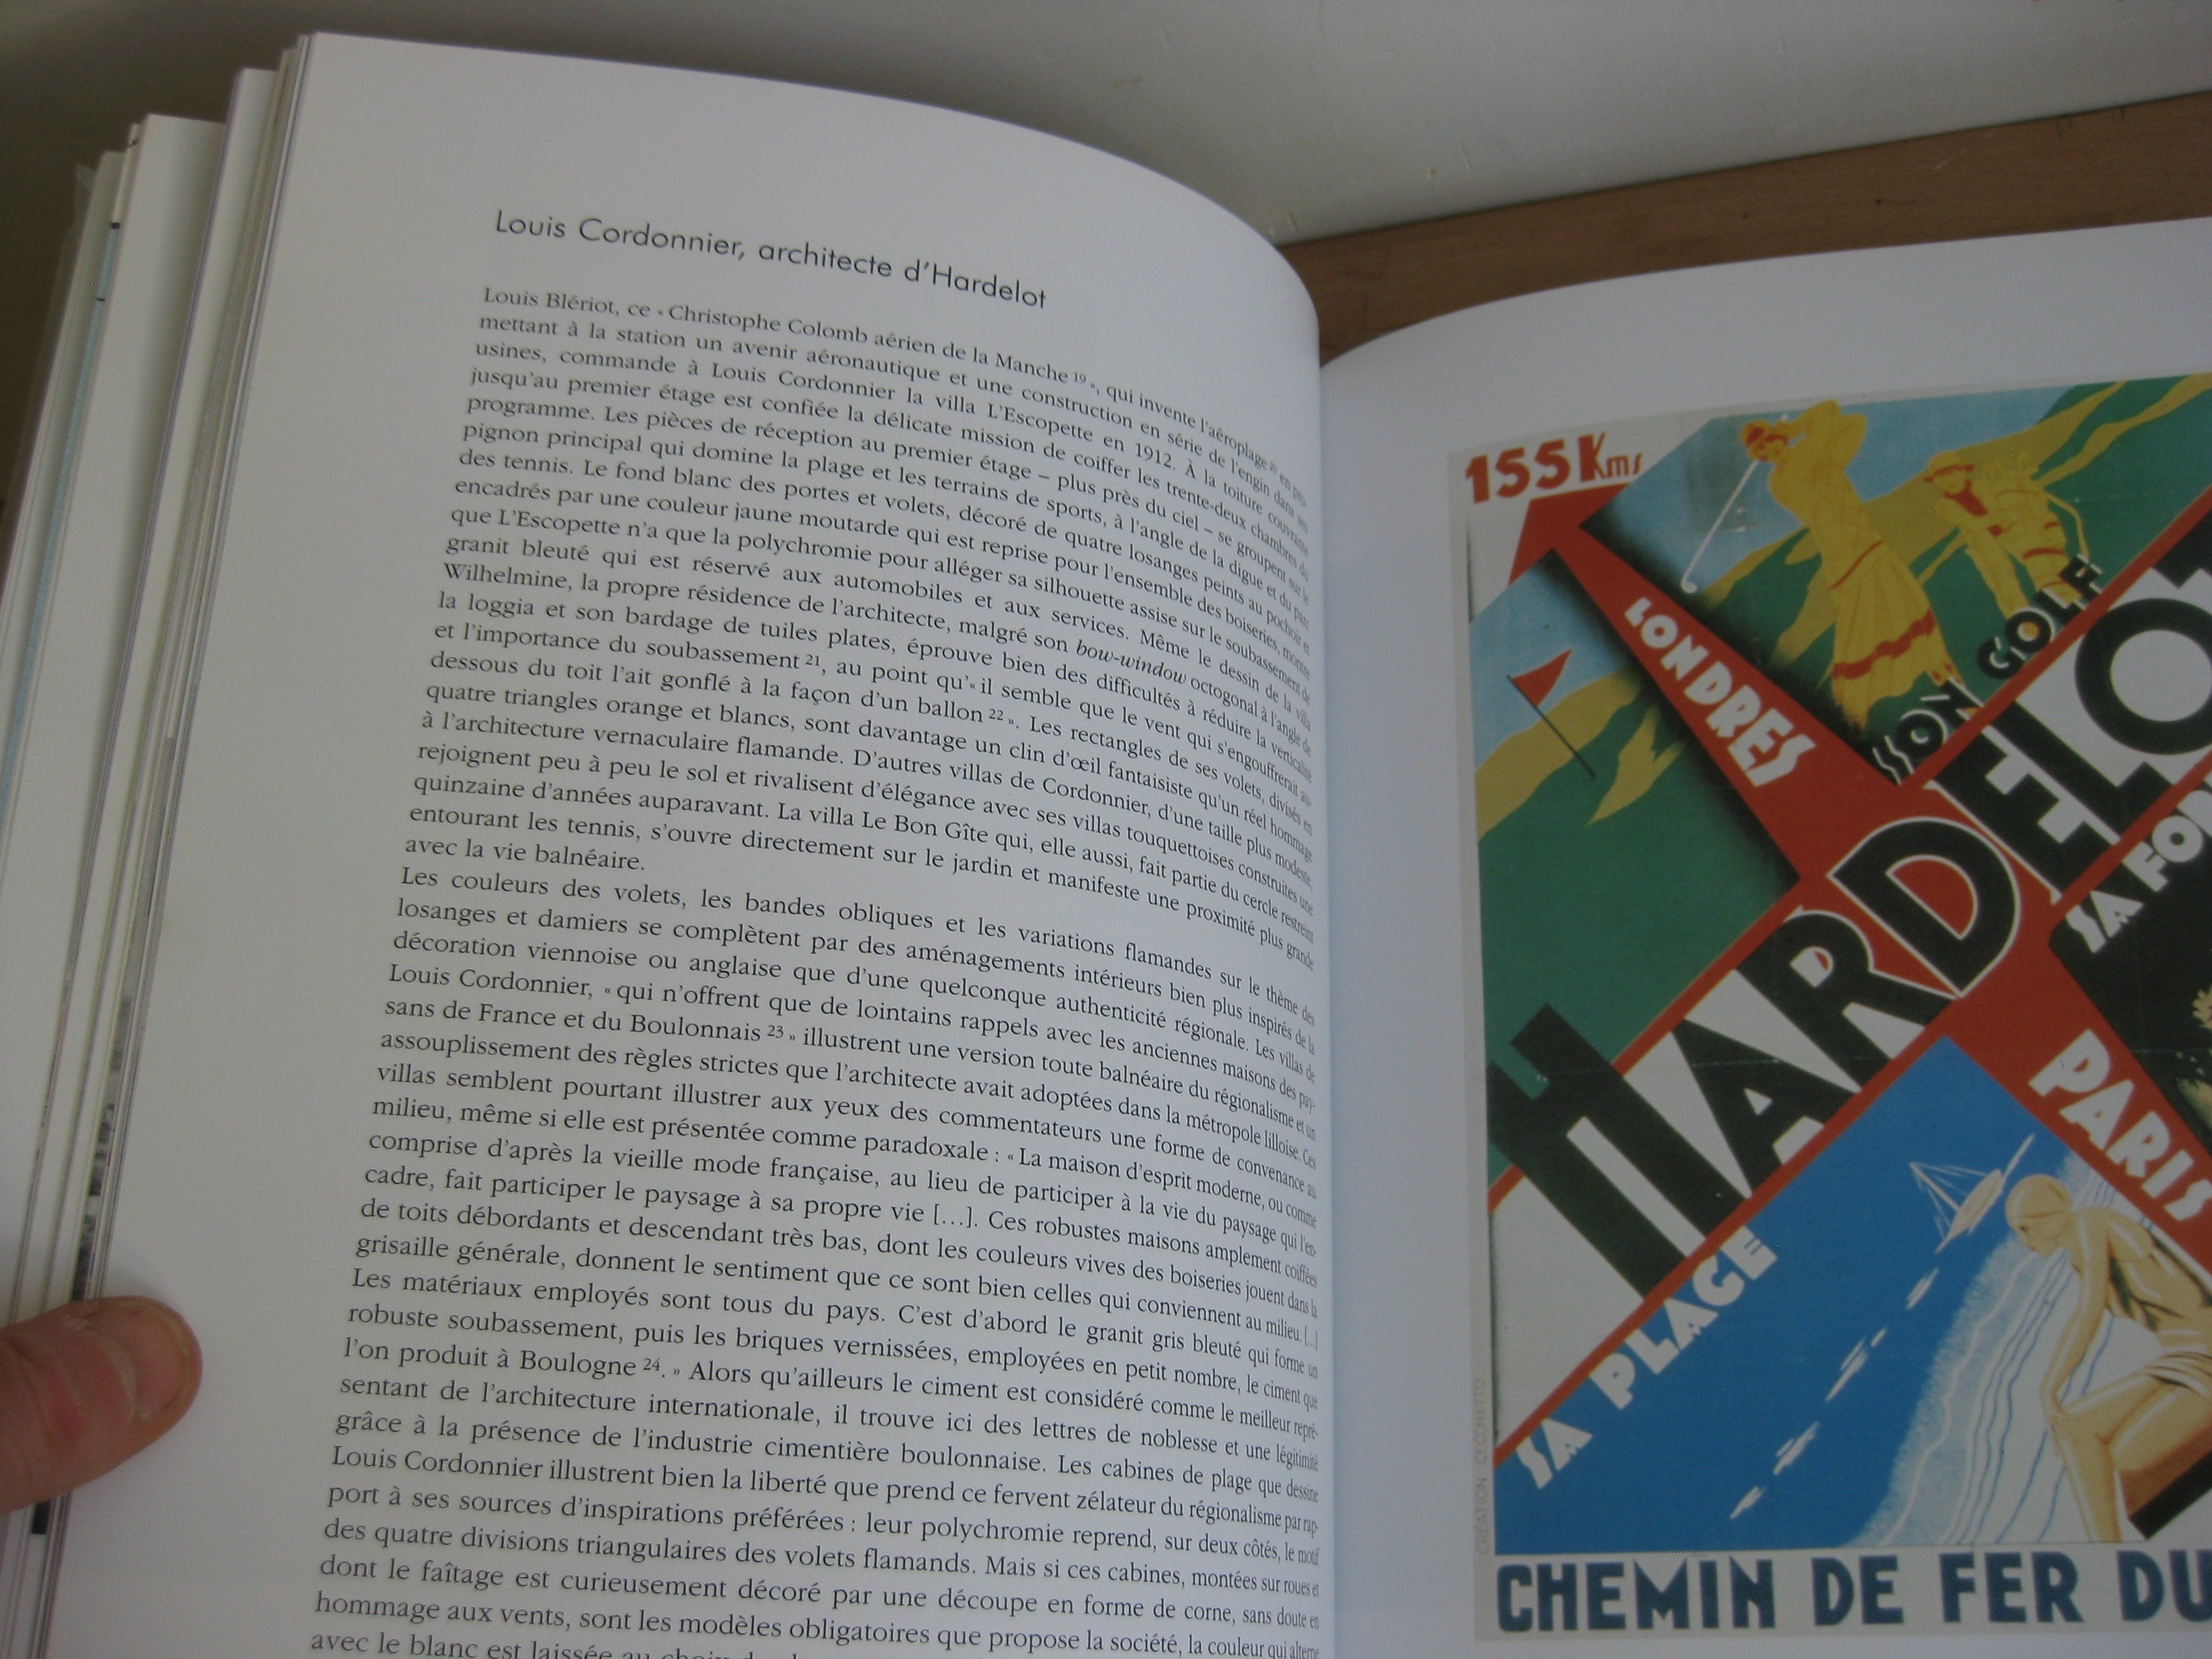 Louis Cordonnier, architecte d'Hardelot
Louis Blériot, ce « Christophe Colomb aérien de la Manche 19 », qui invente l'aéroplage 20 en pro-
mettant à la station un avenir aéronautique et une construction en série de l'engin dans ses
usines, commande à Louis Cordonnier la villa L'Escopette en 1912. À la toiture couvrante
jusqu'au premier étage est confiée la délicate mission de coiffer les trente-deux chambres du
programme. Les pièces de réception au premier étage – plus près du ciel – se groupent sur le
pignon principal qui domine la plage et les terrains de sports, à l'angle de la digue et du parc
des tennis. Le fond blanc des portes et volets, décoré de quatre losanges peints au pochoir et
encadrés par une couleur jaune moutarde qui est reprise pour l'ensemble des boiseries, montre
que L'Escopette n'a que la polychromie pour alléger sa silhouette assise sur le soubassement de
granit bleuté qui est réservé aux automobiles et aux services. Même le dessin de la villa
Wilhelmine, la propre résidence de l'architecte, malgré son bow-window octogonal à l'angle de
la loggia et son bardage de tuiles plates, éprouve bien des difficultés à réduire la verticalité
et l'importance du soubassement 21, au point qu'« il semble que le vent qui s'engouffrerait au-
dessous du toit l'ait gonflé à la façon d'un ballon 22 ». Les rectangles de ses volets, divisés en
quatre triangles orange et blancs, sont davantage un clin d'œil fantaisiste qu'un réel hommage
à l'architecture vernaculaire flamande. D'autres villas de Cordonnier, d'une taille plus modeste,
rejoignent peu à peu le sol et rivalisent d'élégance avec ses villas touquettoises construites une
quinzaine d'années auparavant. La villa Le Bon Gîte qui, elle aussi, fait partie du cercle restreint
entourant les tennis, s'ouvre directement sur le jardin et manifeste une proximité plus grande
avec la vie balnéaire.
Les couleurs des volets, les bandes obliques et les variations flamandes sur le thème des
losanges et damiers se complètent par des aménagements intérieurs bien plus inspirés de la
décoration viennoise ou anglaise que d'une quelconque authenticité régionale. Les villas de
Louis Cordonnier, « qui n'offrent que de lointains rappels avec les anciennes maisons des pay-
sans de France et du Boulonnais 23 » illustrent une version toute balnéaire du régionalisme et un
assouplissement des règles strictes que l'architecte avait adoptées dans la métropole lilloise. Ces
villas semblent pourtant illustrer aux yeux des commentateurs une forme de convenance au
milieu, même si elle est présentée comme paradoxale : « La maison d'esprit moderne, ou comme
comprise d'après la vieille mode française, au lieu de participer à la vie du paysage qui l'en-
cadre, fait participer le paysage à sa propre vie [...]. Ces robustes maisons amplement coiffées
de toits débordants et descendant très bas, dont les couleurs vives des boiseries jouent dans la
grisaille générale, donnent le sentiment que ce sont bien celles qui conviennent au milieu. [...]
Les matériaux employés sont tous du pays. C'est d'abord le granit gris bleuté qui forme un
robuste soubassement, puis les briques vernissées, employées en petit nombre, le ciment que
l'on produit à Boulogne 24. » Alors qu'ailleurs le ciment est considéré comme le meilleur repré-
sentant de l'architecture internationale, il trouve ici des lettres de noblesse et une légitimité
grâce à la présence de l'industrie cimentière boulonnaise. Les cabines de plage que dessine
Louis Cordonnier illustrent bien la liberté que prend ce fervent zélateur du régionalisme par rap-
port à ses sources d'inspirations préférées : leur polychromie reprend, sur deux côtés, le motif
des quatre divisions triangulaires des volets flamands. Mais si ces cabines, montées sur roues et
dont le faîtage est curieusement décoré par une découpe en forme de corne, sans doute en
hommage aux vents, sont les modèles obligatoires que propose la société, la couleur qui alterne
avec le blanc est laissée au choix
155 Kms
LONDRES
SON GOLF
HARDELOT
SA FOR
PARIS
SA PLAGE
CRÉATION CECCHETTO
CHEMIN DE FER DU